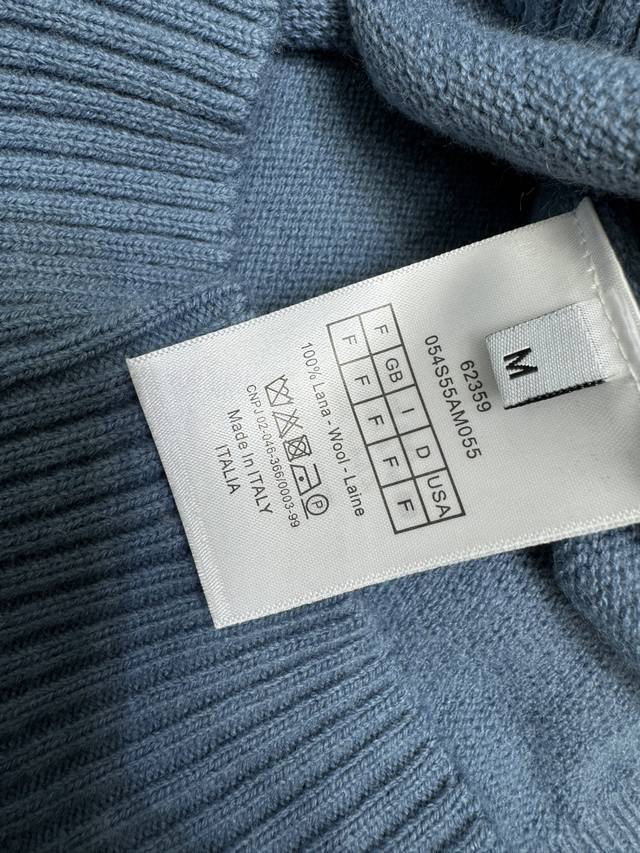 M
62359
054S55AM055
F GB I D USA
F F F F F
100% Lana - Wool - Laine
P
CNPJ 02-046-366/0003-99
Made In ITALY
ITALIA